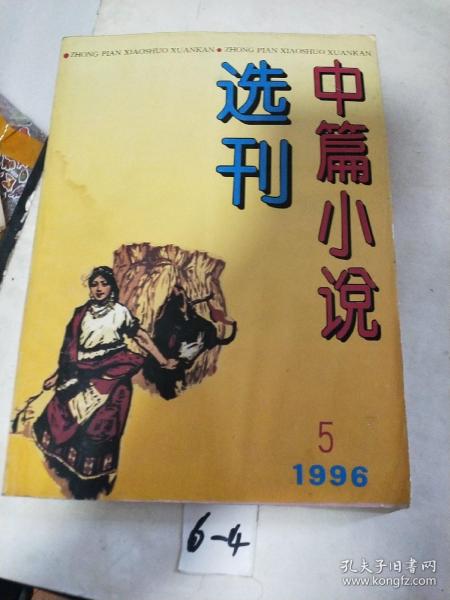 ZHONG PIAN XIAOSHUO XUANKAN ● ZHONG PIAN XIAOSHUO XUANKAN
中篇小说
选刊
5
1996
6-4
孔夫子旧书网
www.kongfz.com